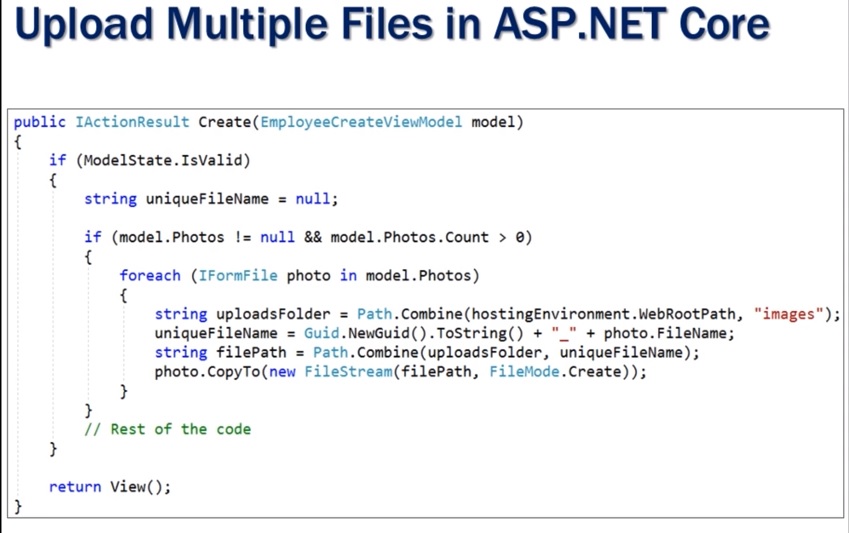 Upload Multiple Files in ASP.NET Core
public IActionResult Create(EmployeeCreateViewModel model)
{
    if (ModelState.IsValid)
    {
        string uniqueFileName = null;
        if (model.Photos != null && model.Photos.Count > 0)
        {
            foreach (IFormFile photo in model.Photos)
            {
                string uploadsFolder = Path.Combine(hostingEnvironment.WebRootPath, "images");
                uniqueFileName = Guid.NewGuid().ToString() + "_" + photo.FileName;
                string filePath = Path.Combine(uploadsFolder, uniqueFileName);
                photo.CopyTo(new FileStream(filePath, FileMode.Create));
            }
        }
        // Rest of the code
    }
    return View();
}